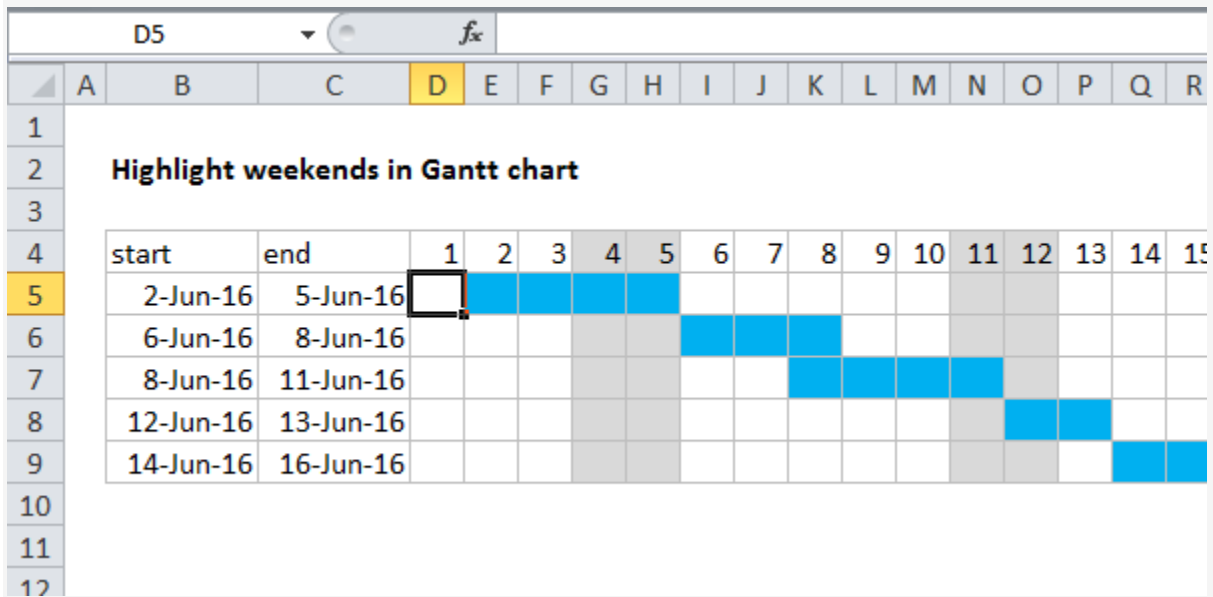 D5 fx
A B C D E F G H I J K L M N O P Q R
1
2 Highlight weekends in Gantt chart
3
4 start end 1 2 3 4 5 6 7 8 9 10 11 12 13 14 15
5 2-Jun-16 5-Jun-16
6 6-Jun-16 8-Jun-16
7 8-Jun-16 11-Jun-16
8 12-Jun-16 13-Jun-16
9 14-Jun-16 16-Jun-16
10
11
12